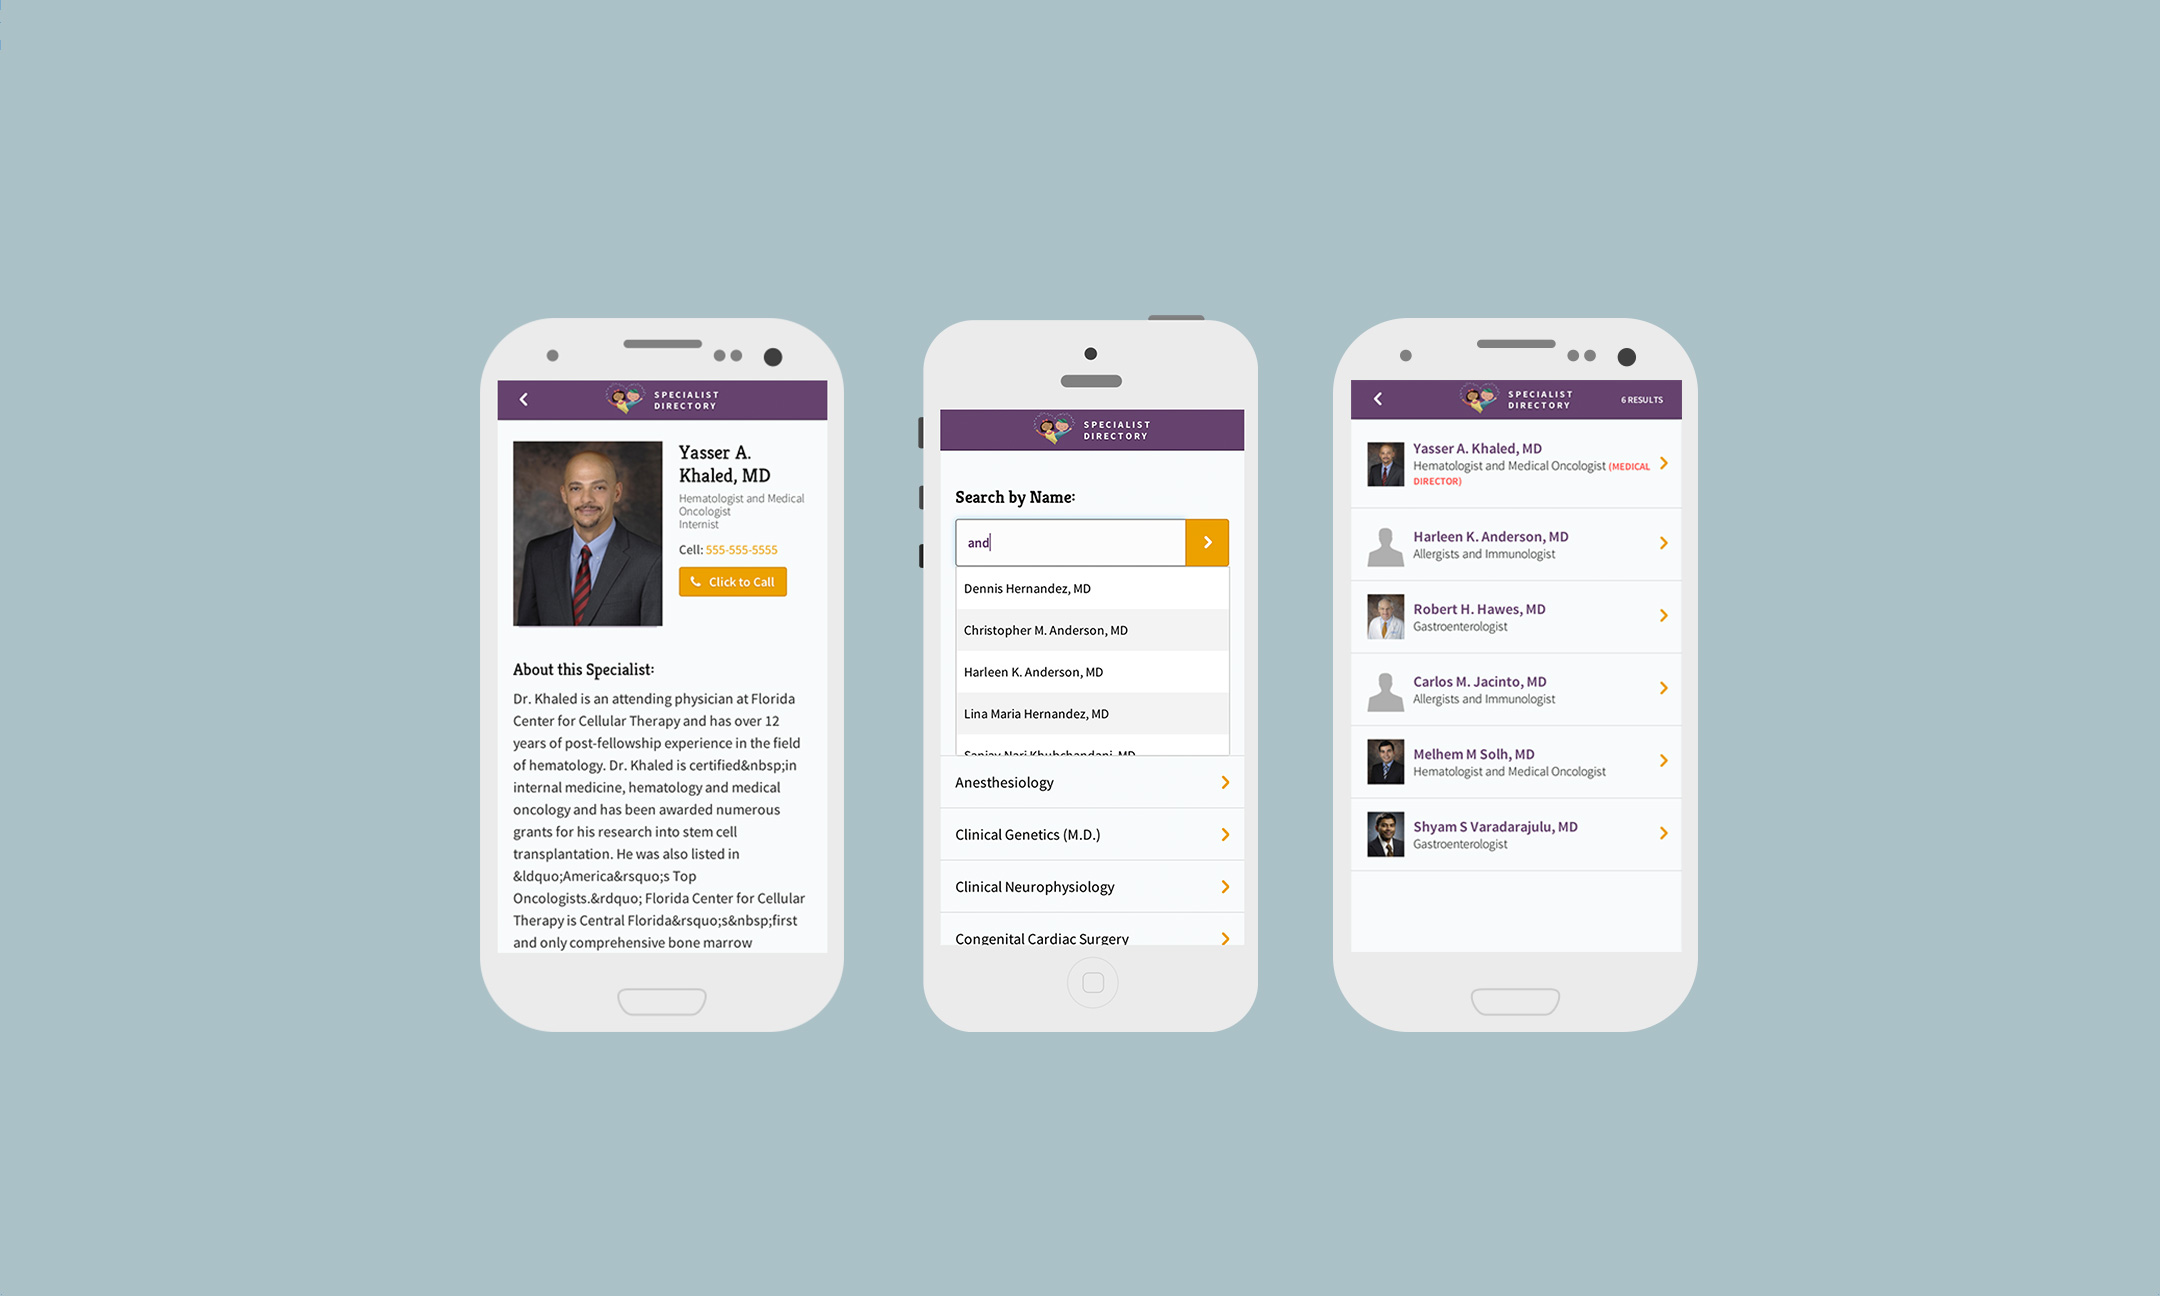 SPECIALIST
DIRECTORY
Yasser A.
Khaled, MD
Hematologist and Medical
Oncologist
Internist
Cell: 555-555-5555
Click to Call
About this Specialist:
Dr. Khaled is an attending physician at Florida
Center for Cellular Therapy and has over 12
years of post-fellowship experience in the field
of hematology. Dr. Khaled is certified&nbsp;in
internal medicine, hematology and medical
oncology and has been awarded numerous
grants for his research into stem cell
transplantation. He was also listed in
&ldquo;America&rsquo;s Top
Oncologists.&rdquo; Florida Center for Cellular
Therapy is Central Florida&rsquo;s&nbsp;first
and only comprehensive bone marrow
SPECIALIST
DIRECTORY
Search by Name:
and
Dennis Hernandez, MD
Christopher M. Anderson, MD
Harleen K. Anderson, MD
Lina Maria Hernandez, MD
Sanjay Nari Khubchandani, MD
Anesthesiology
Clinical Genetics (M.D.)
Clinical Neurophysiology
Congenital Cardiac Surgery
SPECIALIST
DIRECTORY
6 RESULTS
Yasser A. Khaled, MD
Hematologist and Medical Oncologist (MEDICAL
DIRECTOR)
Harleen K. Anderson, MD
Allergists and Immunologist
Robert H. Hawes, MD
Gastroenterologist
Carlos M. Jacinto, MD
Allergists and Immunologist
Melhem M Solh, MD
Hematologist and Medical Oncologist
Shyam S Varadarajulu, MD
Gastroenterologist